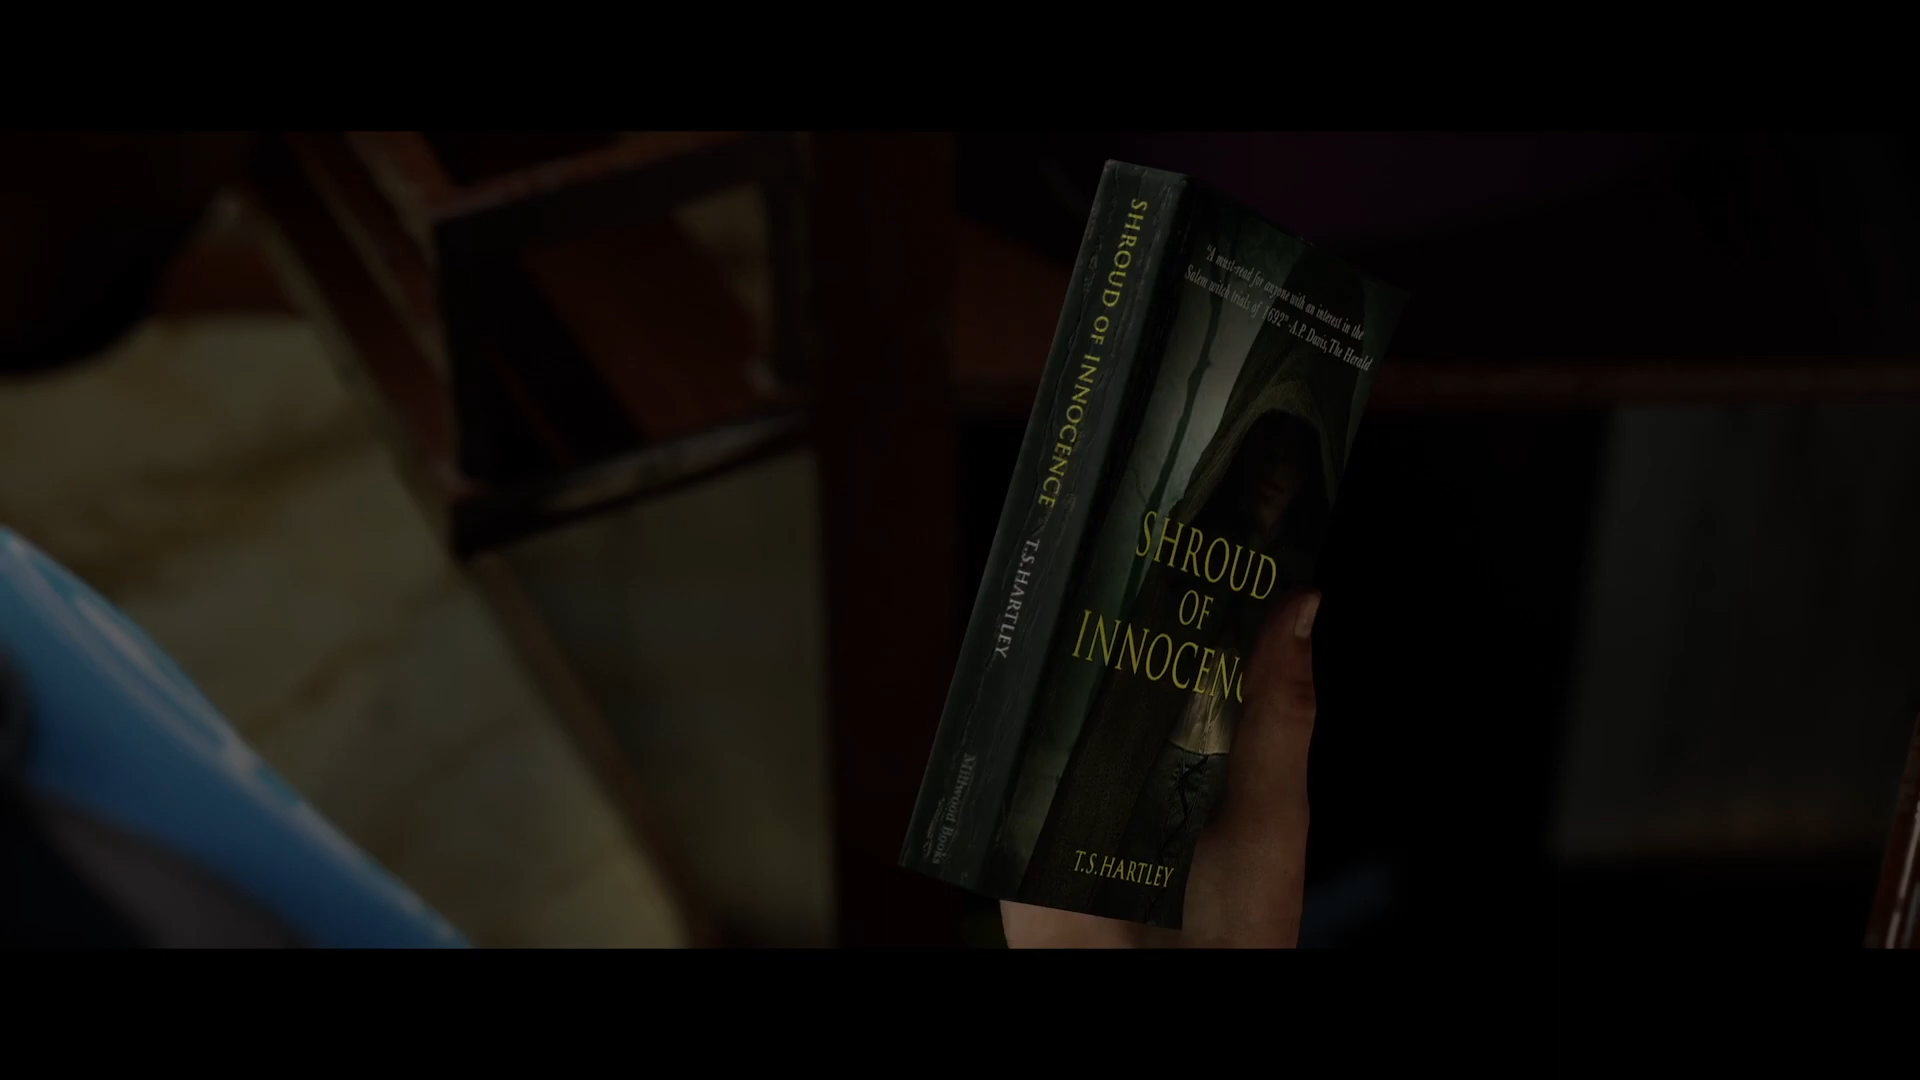 SHROUD OF INNOCENCE
T.S. HARTLEY
Millwood Books
"A must-read for anyone with an interest in the
Salem witch trials of 1692" -A.P. Davis, The Herald
SHROUD
OF
INNOCENC
T.S. HARTLEY